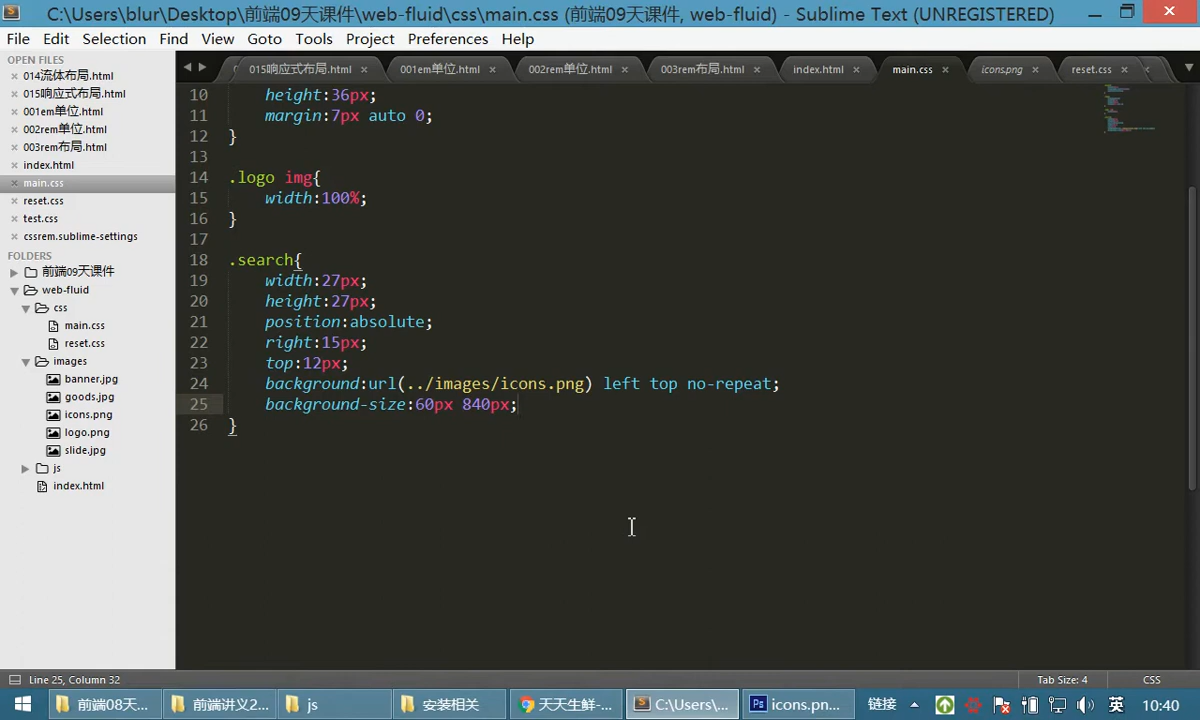 C:\Users\blur\Desktop\前端09天课件\web-fluid\css\main.css (前端09天课件, web-fluid) - Sublime Text (UNREGISTERED)
File Edit Selection Find View Goto Tools Project Preferences Help
OPEN FILES
014流体布局.html
015响应式布局.html
001em单位.html
002rem单位.html
003rem布局.html
index.html
main.css
reset.css
test.css
cssrem.sublime-settings
FOLDERS
前端09天课件
web-fluid
css
main.css
reset.css
images
banner.jpg
goods.jpg
icons.png
logo.png
slide.jpg
js
index.html
015响应式布局.html 001em单位.html 002rem单位.html 003rem布局.html index.html main.css icons.png reset.css
10 height:36px;
11 margin:7px auto 0;
12 }
13
14 .logo img{
15 width:100%;
16 }
17
18 .search{
19 width:27px;
20 height:27px;
21 position:absolute;
22 right:15px;
23 top:12px;
24 background:url(../images/icons.png) left top no-repeat;
25 background-size:60px 840px;
26 }
Line 25, Column 32 Tab Size: 4 CSS
前端08天... 前端讲义2... js 安装相关 天天生鲜-... C:\Users\... icons.pn... 链接 英 10:40